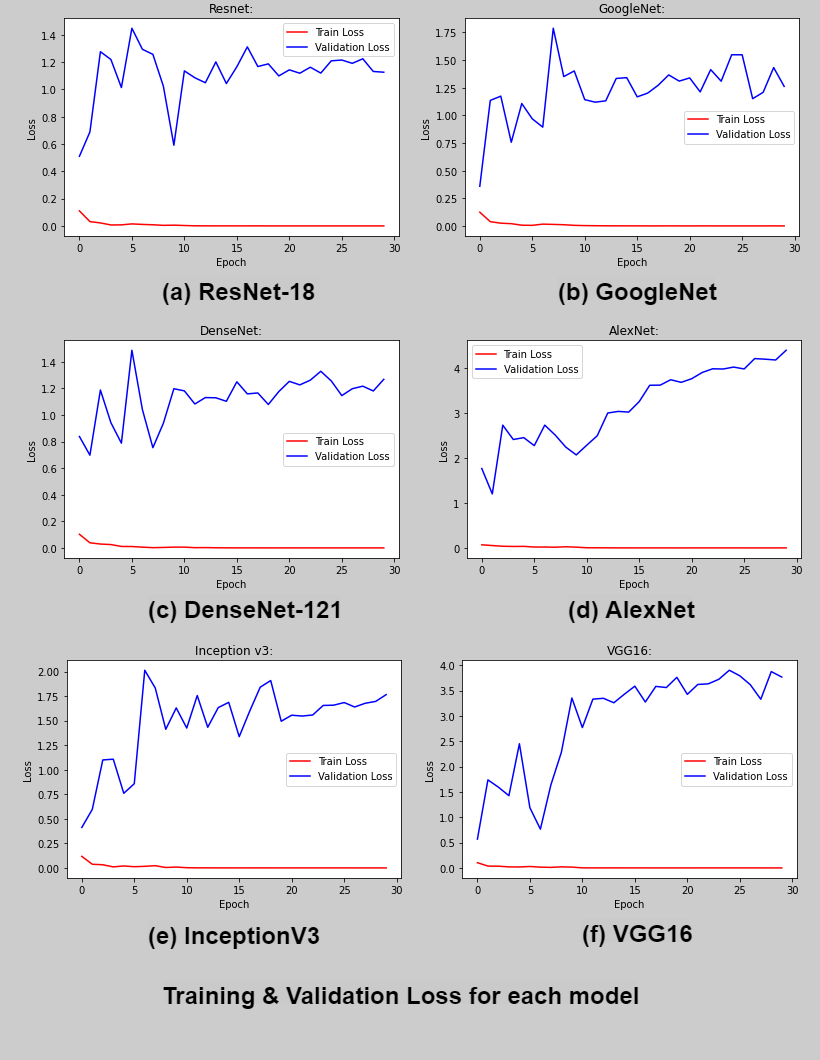 Resnet:
1.4
1.2
1.0
0.8
0.6
0.4
0.2
0.0
Loss
Train Loss
Validation Loss
0 5 10 15 20 25 30
Epoch
(a) ResNet-18
GoogleNet:
1.75
1.50
1.25
1.00
0.75
0.50
0.25
0.00
Loss
Train Loss
Validation Loss
0 5 10 15 20 25 30
Epoch
(b) GoogleNet
DenseNet:
1.4
1.2
1.0
0.8
0.6
0.4
0.2
0.0
Loss
Train Loss
Validation Loss
0 5 10 15 20 25 30
Epoch
(c) DenseNet-121
AlexNet:
4
3
2
1
0
Loss
Train Loss
Validation Loss
0 5 10 15 20 25 30
Epoch
(d) AlexNet
Inception v3:
2.00
1.75
1.50
1.25
1.00
0.75
0.50
0.25
0.00
Loss
Train Loss
Validation Loss
0 5 10 15 20 25 30
Epoch
(e) InceptionV3
VGG16:
4.0
3.5
3.0
2.5
2.0
1.5
1.0
0.5
0.0
Loss
Train Loss
Validation Loss
0 5 10 15 20 25 30
Epoch
(f) VGG16
Training & Validation Loss for each model